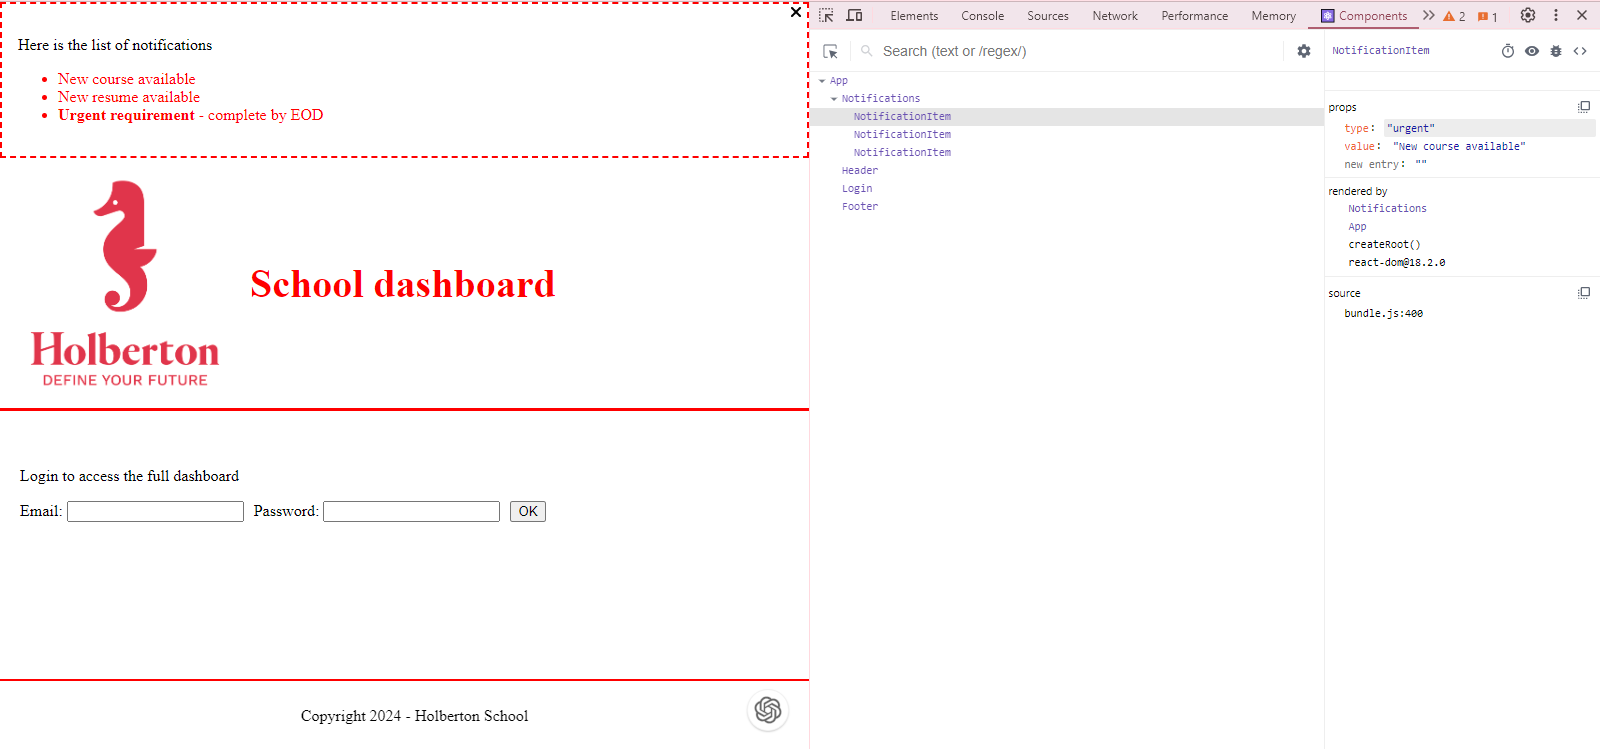 Here is the list of notifications
New course available
New resume available
Urgent requirement - complete by EOD
School dashboard
Holberton
DEFINE YOUR FUTURE
Login to access the full dashboard
Email: Password: OK
Copyright 2024 - Holberton School
Elements Console Sources Network Performance Memory Components 2 1
Search (text or /regex/)
App
Notifications
NotificationItem
NotificationItem
NotificationItem
Header
Login
Footer
NotificationItem
props
type: "urgent"
value: "New course available"
new entry: ""
rendered by
Notifications
App
createRoot()
react-dom@18.2.0
source
bundle.js:400